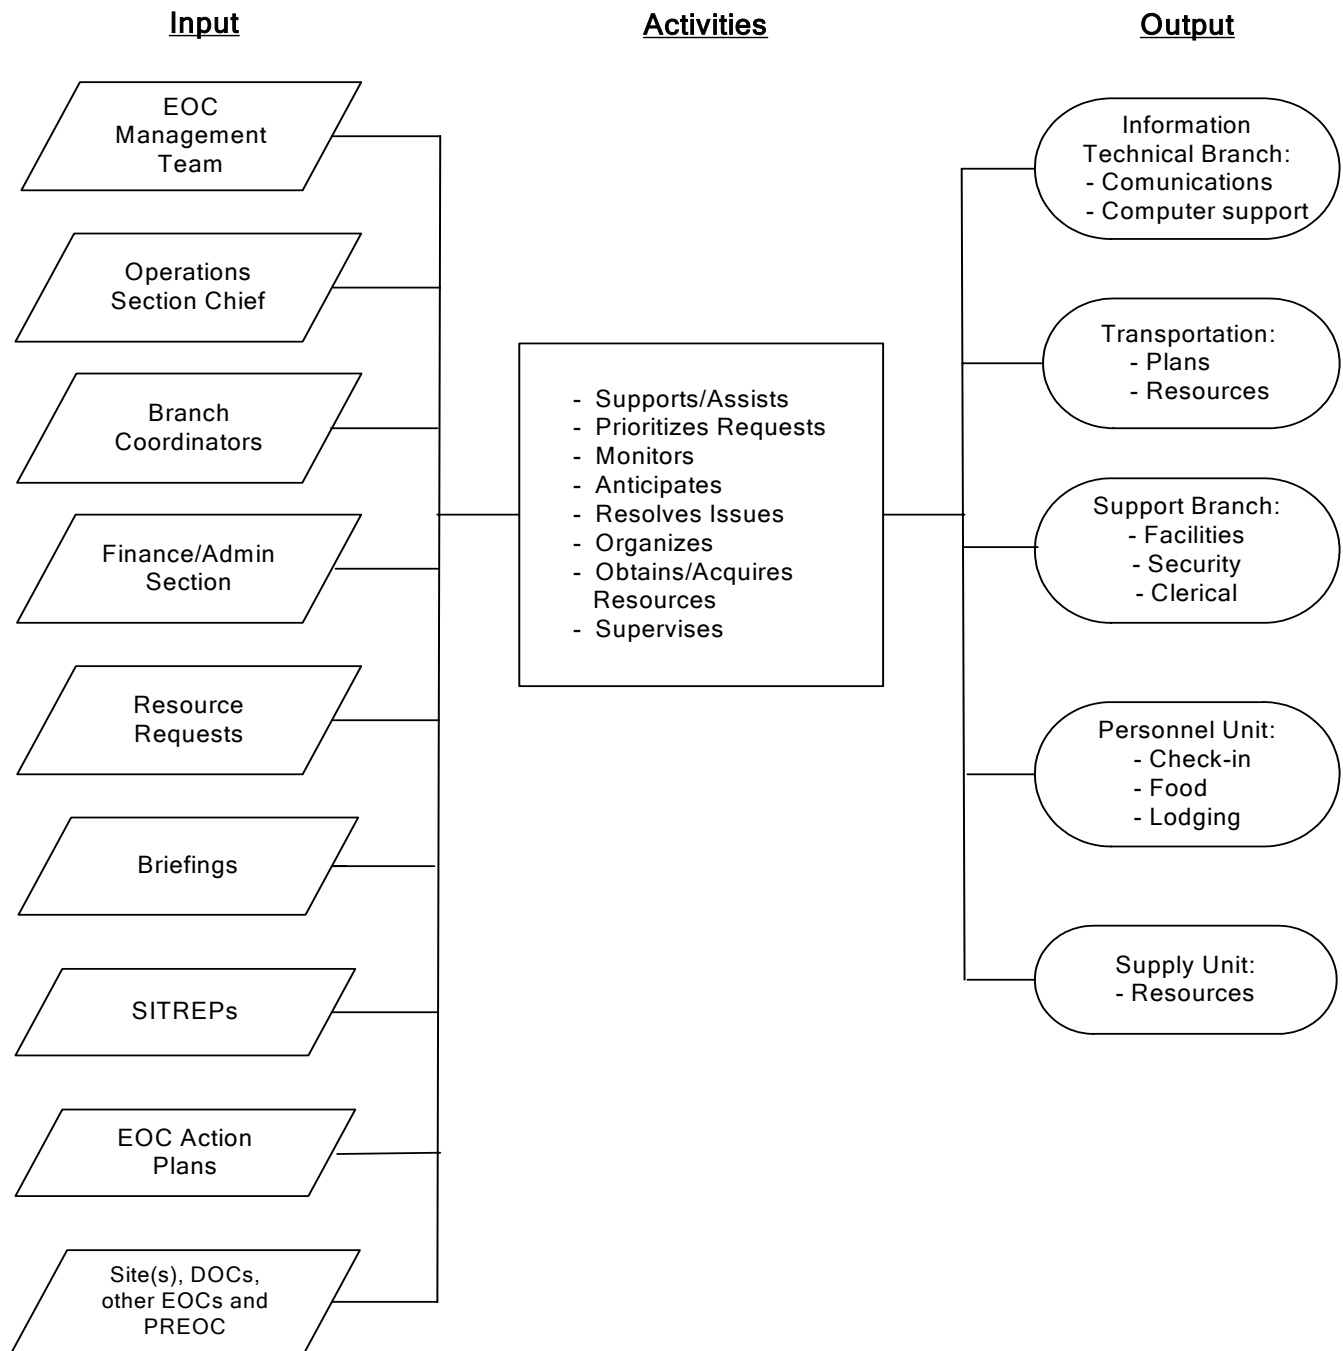 Input
Activities
Output
EOC
Management
Team
Operations
Section Chief
Branch
Coordinators
Finance/Admin
Section
Resource
Requests
Briefings
SITREPs
EOC Action
Plans
Site(s), DOCs,
other EOCs and
PREOC
- Supports/Assists
- Prioritizes Requests
- Monitors
- Anticipates
- Resolves Issues
- Organizes
- Obtains/Acquires
Resources
- Supervises
Information
Technical Branch:
- Comunications
- Computer support
Transportation:
- Plans
- Resources
Support Branch:
- Facilities
- Security
- Clerical
Personnel Unit:
- Check-in
- Food
- Lodging
Supply Unit:
- Resources